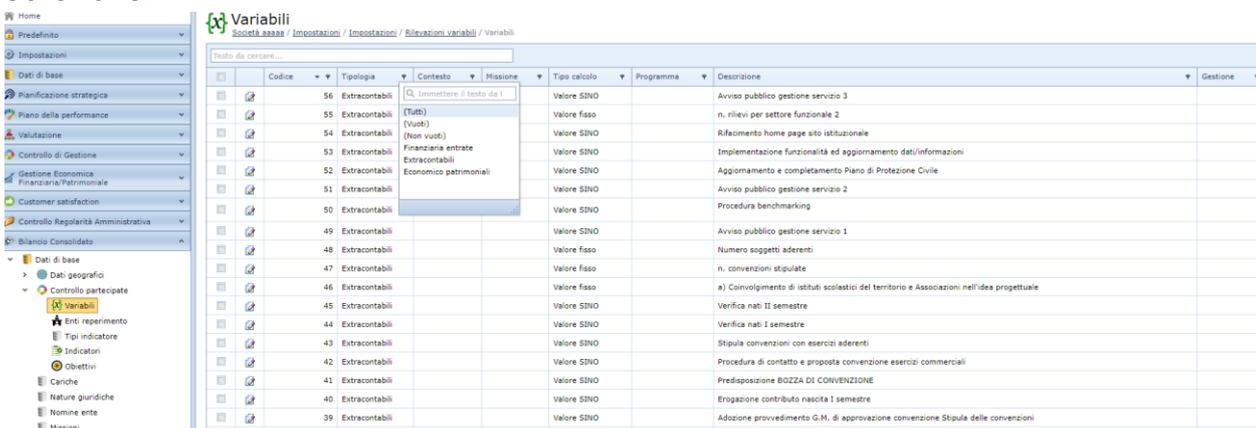 Home
Predefinito
Impostazioni
Dati di base
Pianificazione strategica
Piano della performance
Valutazione
Controllo di Gestione
Gestione Economica
Finanziaria/Patrimoniale
Customer satisfaction
Controllo Regolarità Amministrativa
Bilancio Consolidato
Dati di base
Dati geografici
Controllo partecipate
{x} Variabili
Enti reperimento
Tipi indicatore
Indicatori
Obiettivi
Cariche
Nature giuridiche
Nomine ente
Missioni
{x} Variabili
Società aaaaa / Impostazioni / Impostazioni / Rilevazioni variabili / Variabili
Testo da cercare...
Codice Tipologia Contesto Missione Tipo calcolo Programma Descrizione Gestione
Immettere il testo da
(Tutti)
(Vuoti)
(Non vuoti)
Finanziaria entrate
Extracontabili
Economico patrimoniali
56 Extracontabili Valore SINO Avviso pubblico gestione servizio 3
55 Extracontabili Valore fisso n. rilievi per settore funzionale 2
54 Extracontabili Valore SINO Rifacimento home page sito istituzionale
53 Extracontabili Valore SINO Implementazione funzionalità ed aggiornamento dati/informazioni
52 Extracontabili Valore SINO Aggiornamento e completamento Piano di Protezione Civile
51 Extracontabili Valore SINO Avviso pubblico gestione servizio 2
50 Extracontabili Valore SINO Procedura benchmarking
49 Extracontabili Valore SINO Avviso pubblico gestione servizio 1
48 Extracontabili Valore fisso Numero soggetti aderenti
47 Extracontabili Valore fisso n. convenzioni stipulate
46 Extracontabili Valore fisso a) Coinvolgimento di istituti scolastici del territorio e Associazioni nell'idea progettuale
45 Extracontabili Valore SINO Verifica nati II semestre
44 Extracontabili Valore SINO Verifica nati I semestre
43 Extracontabili Valore SINO Stipula convenzioni con esercizi aderenti
42 Extracontabili Valore SINO Procedura di contatto e proposta convenzione esercizi commerciali
41 Extracontabili Valore SINO Predisposizione BOZZA DI CONVENZIONE
40 Extracontabili Valore SINO Erogazione contributo nascita I semestre
39 Extracontabili Valore SINO Adozione provvedimento G.M. di approvazione convenzione Stipula delle convenzioni